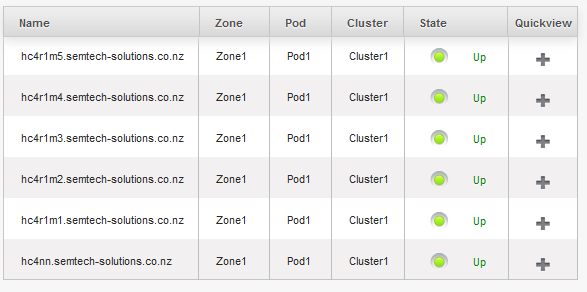 Name Zone Pod Cluster State Quickview
hc4r1m5.semtech-solutions.co.nz Zone1 Pod1 Cluster1 Up
hc4r1m4.semtech-solutions.co.nz Zone1 Pod1 Cluster1 Up
hc4r1m3.semtech-solutions.co.nz Zone1 Pod1 Cluster1 Up
hc4r1m2.semtech-solutions.co.nz Zone1 Pod1 Cluster1 Up
hc4r1m1.semtech-solutions.co.nz Zone1 Pod1 Cluster1 Up
hc4nn.semtech-solutions.co.nz Zone1 Pod1 Cluster1 Up